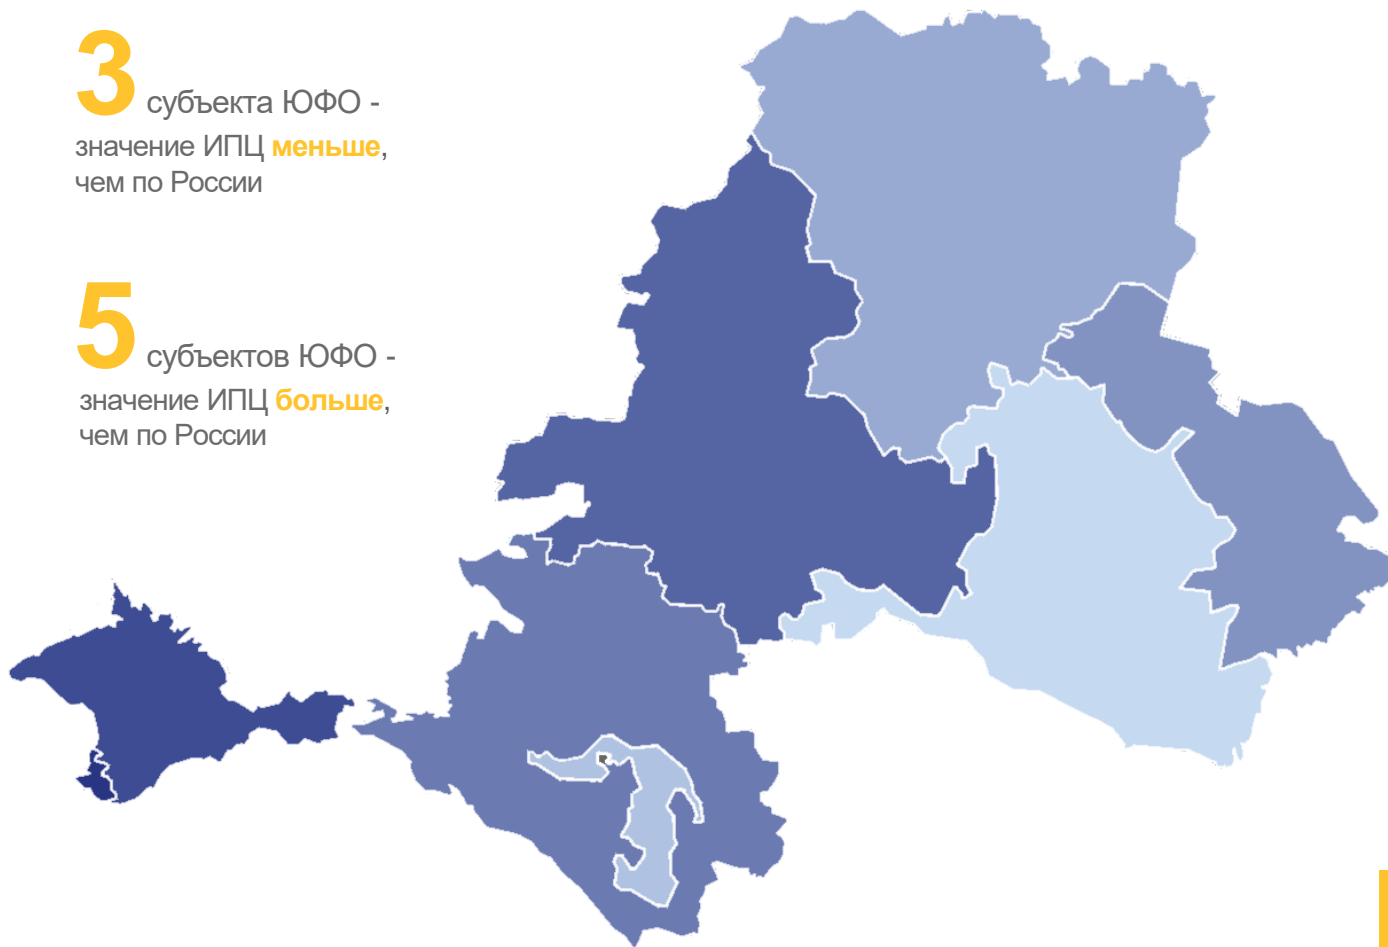 3 субъекта ЮФО -
значение ИПЦ меньше,
чем по России
5 субъектов ЮФО -
значение ИПЦ больше,
чем по России